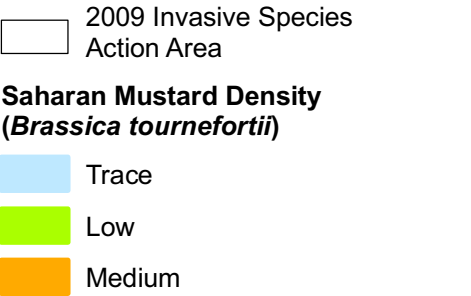 2009 Invasive Species
Action Area
Saharan Mustard Density
(Brassica tournefortii)
Trace
Low
Medium